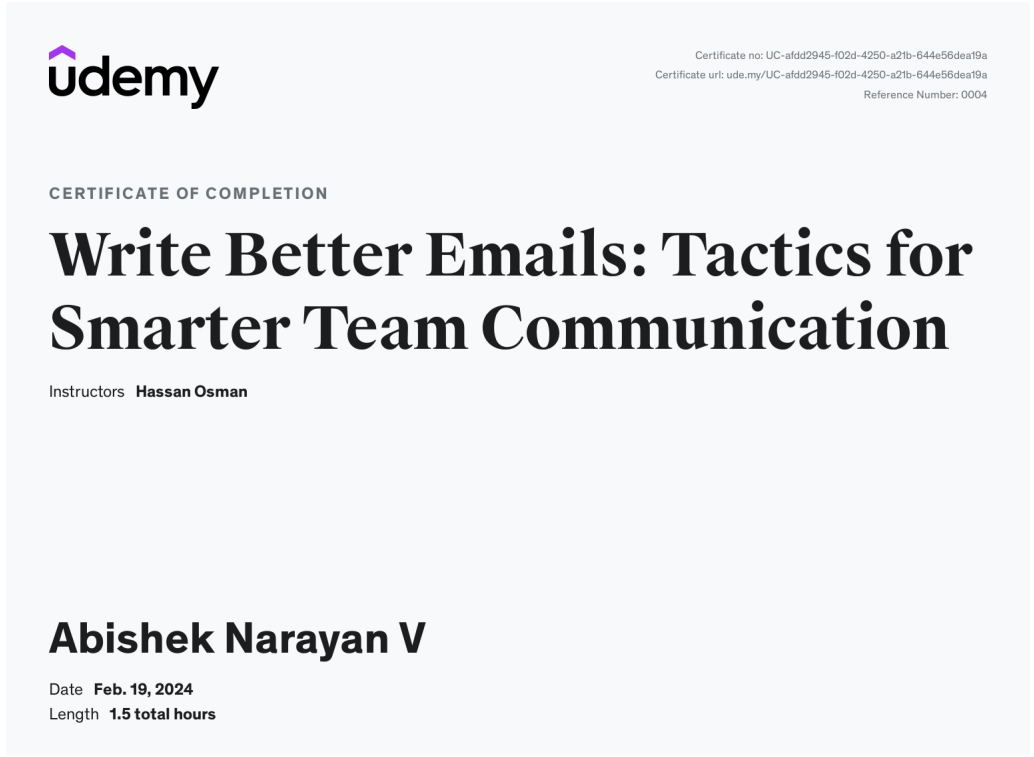 udemy
Certificate no: UC-afdd2945-f02d-4250-a21b-644e56dea19a
Certificate url: ude.my/UC-afdd2945-f02d-4250-a21b-644e56dea19a
Reference Number: 0004
CERTIFICATE OF COMPLETION
Write Better Emails: Tactics for
Smarter Team Communication
Instructors Hassan Osman
Abishek Narayan V
Date Feb. 19, 2024
Length 1.5 total hours